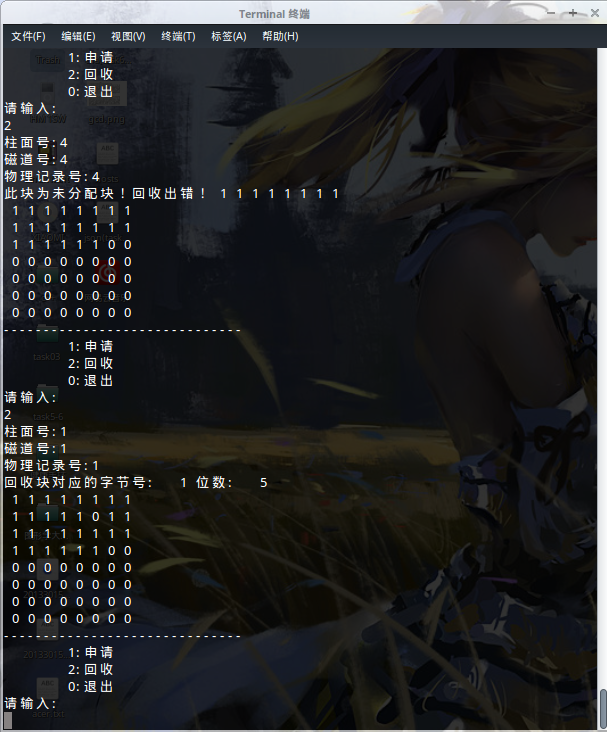 Terminal 终端
文件(F) 编辑(E) 视图(V) 终端(T) 标签(A) 帮助(H)
1: 申请
2: 回收
0: 退出
请输入:
2
柱面号:4
磁道号:4
物理记录号:4
此块为未分配块！回收出错！ 1 1 1 1 1 1 1 1
1 1 1 1 1 1 1 1
1 1 1 1 1 1 1 1
1 1 1 1 1 1 0 0
0 0 0 0 0 0 0 0
0 0 0 0 0 0 0 0
0 0 0 0 0 0 0 0
0 0 0 0 0 0 0 0
-------------------------------
1: 申请
2: 回收
0: 退出
请输入:
2
柱面号:1
磁道号:1
物理记录号:1
回收块对应的字节号: 1 位数: 5
1 1 1 1 1 1 1 1
1 1 1 1 1 0 1 1
1 1 1 1 1 1 1 1
1 1 1 1 1 1 0 0
0 0 0 0 0 0 0 0
0 0 0 0 0 0 0 0
0 0 0 0 0 0 0 0
0 0 0 0 0 0 0 0
-------------------------------
1: 申请
2: 回收
0: 退出
请输入: